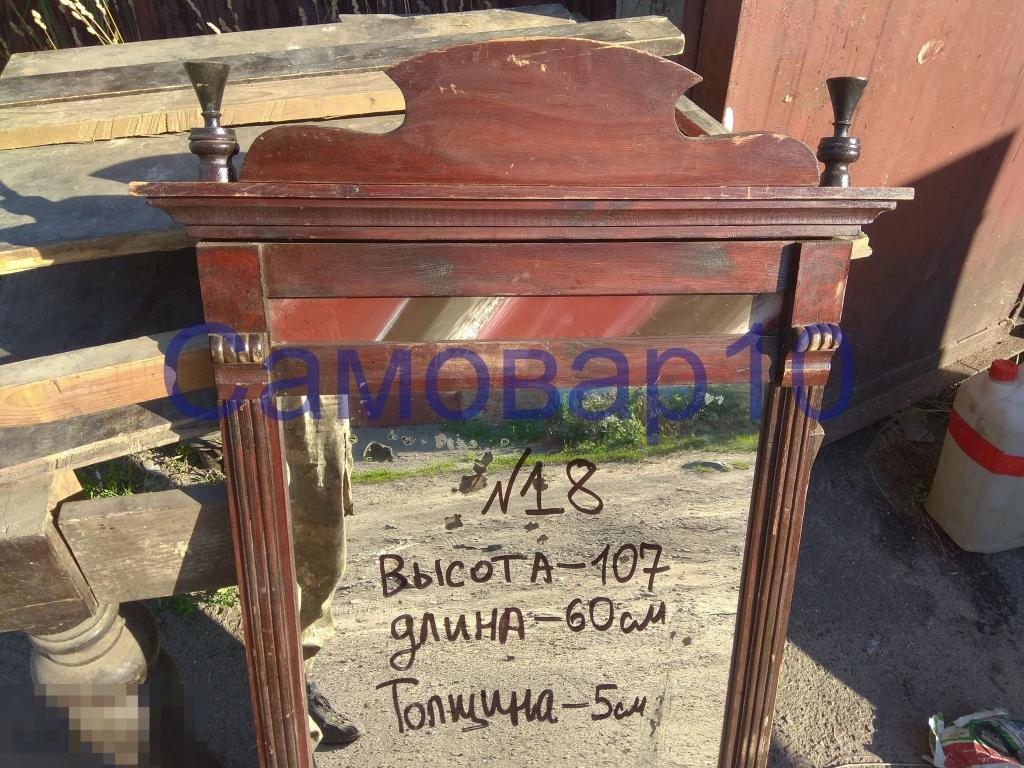 Самовар10
№18
Высота-107
длина-60см
Толщина-5см